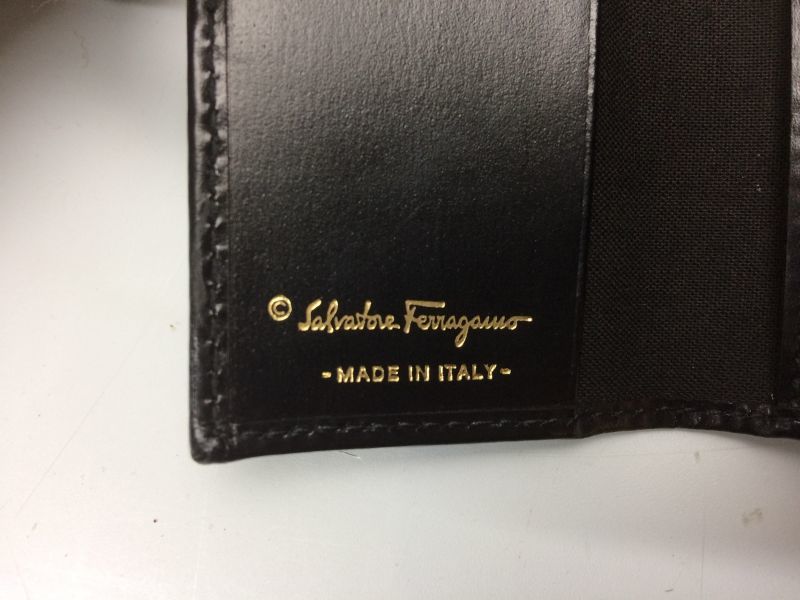 © Salvatore Ferragamo
- MADE IN ITALY -